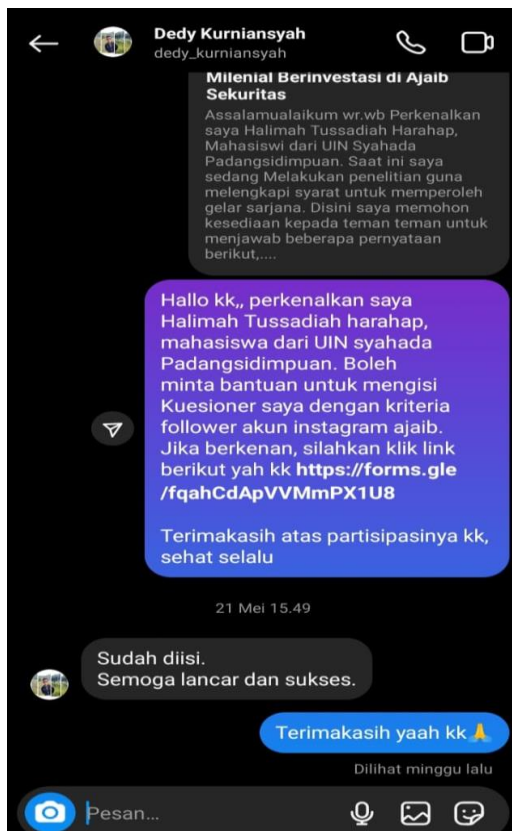 Dedy Kurniansyah
dedy_kurniansyah
Milenial Berinvestasi di Ajaib
Sekuritas
Assalamualaikum wr.wb Perkenalkan
saya Halimah Tussadiah Harahap,
Mahasiswi dari UIN Syahada
Padangsidimpuan. Saat ini saya
sedang Melakukan penelitian guna
melengkapi syarat untuk memperoleh
gelar sarjana. Disini saya memohon
kesediaan kepada teman teman untuk
menjawab beberapa pernyataan
berikut,....
Hallo kk,, perkenalkan saya
Halimah Tussadiah harahap,
mahasiswa dari UIN syahada
Padangsidimpuan. Boleh
minta bantuan untuk mengisi
Kuesioner saya dengan kriteria
follower akun instagram ajaib.
Jika berkenan, silahkan klik link
berikut yah kk https://forms.gle
/fqahCdApVVMmPX1U8
Terimakasih atas partisipasinya kk,
sehat selalu
21 Mei 15.49
Sudah diisi.
Semoga lancar dan sukses.
Terimakasih yaah kk🙏
Dilihat minggu lalu
Pesan...